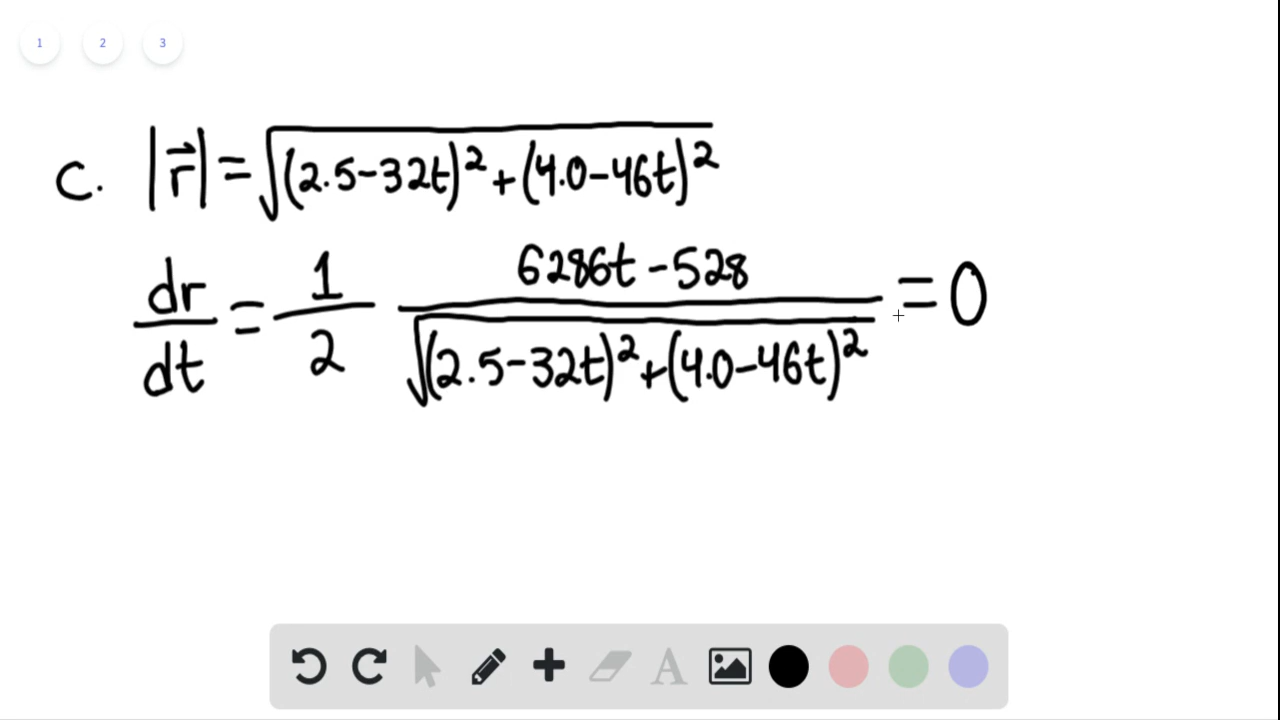 1 2 3
c. |r⃗| = √((2.5-32t)² + (4.0-46t)²)
dr/dt = 1/2 (6286t - 528)/√((2.5-32t)² + (4.0-46t)²) = 0
A